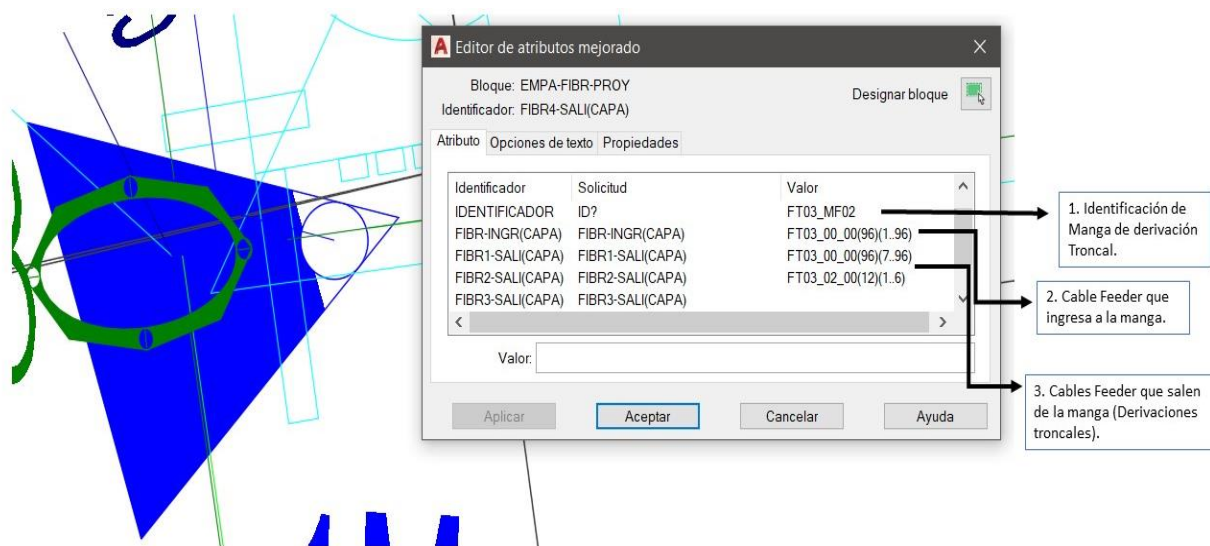 Editor de atributos mejorado
Bloque: EMPA-FIBR-PROY
Identificador: FIBR4-SALI(CAPA)
Designar bloque
Atributo Opciones de texto Propiedades
Identificador Solicitud Valor
IDENTIFICADOR ID? FT03_MF02
FIBR-INGR(CAPA) FIBR-INGR(CAPA) FT03_00_00(96)(1..96)
FIBR1-SALI(CAPA) FIBR1-SALI(CAPA) FT03_00_00(96)(7..96)
FIBR2-SALI(CAPA) FIBR2-SALI(CAPA) FT03_02_00(12)(1..6)
FIBR3-SALI(CAPA) FIBR3-SALI(CAPA)
Valor:
Aplicar Aceptar Cancelar Ayuda
1. Identificación de
Manga de derivación
Troncal.
2. Cable Feeder que
ingresa a la manga.
3. Cables Feeder que salen
de la manga (Derivaciones
troncales).